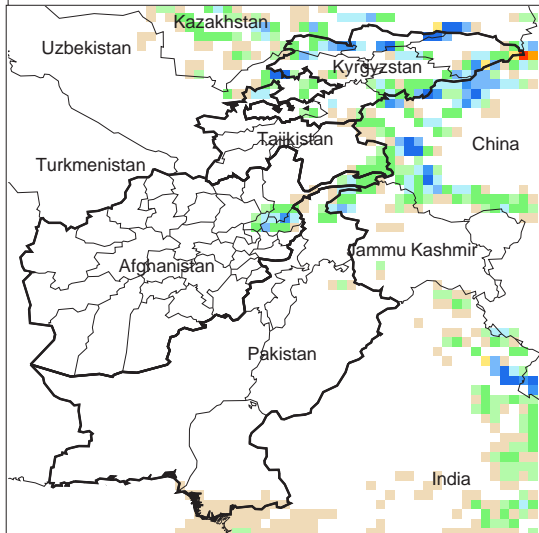 Kazakhstan
Uzbekistan
Kyrgyzstan
Tajikistan
China
Turkmenistan
Jammu Kashmir
Afghanistan
Pakistan
India